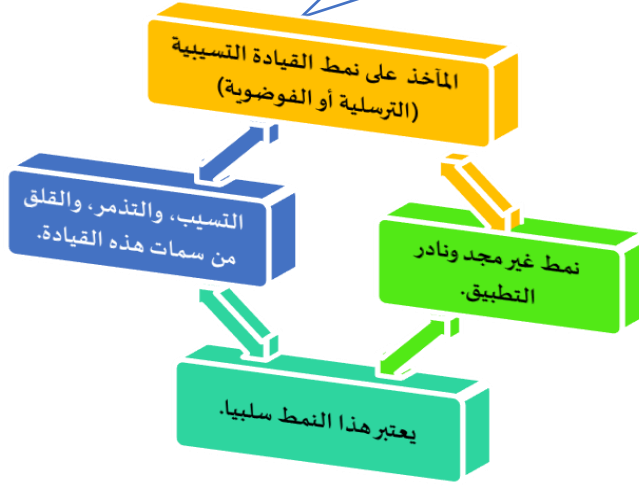 المآخذ على نمط القيادة التسيبية
(الترسلية أو الفوضوية)
نمط غير مجد ونادر
التطبيق.
يعتبر هذا النمط سلبيا.
التسيب، والتذمر، والقلق
من سمات هذه القيادة.